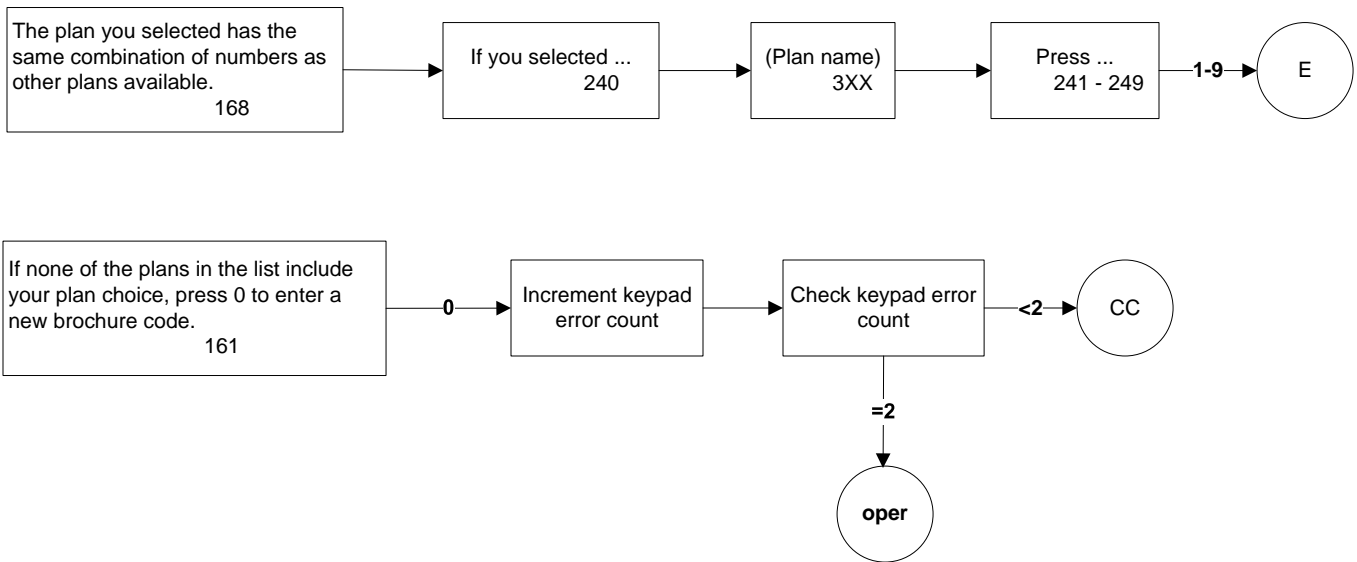 The plan you selected has the
same combination of numbers as
other plans available.
168
If you selected ...
240
(Plan name)
3XX
Press ...
241 - 249
1-9
E
If none of the plans in the list include
your plan choice, press 0 to enter a
new brochure code.
161
0
Increment keypad
error count
Check keypad error
count
<2
CC
=2
oper